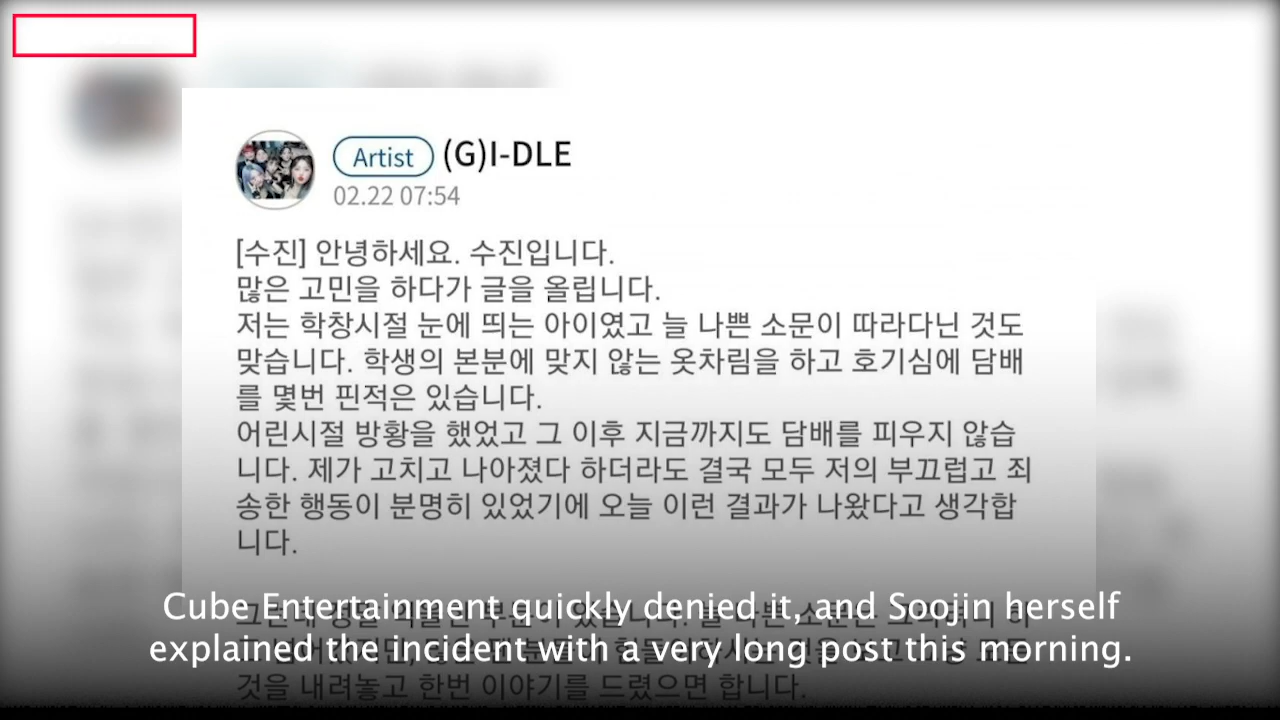 Artist (G)I-DLE
02.22 07:54
[수진] 안녕하세요. 수진입니다.
많은 고민을 하다가 글을 올립니다.
저는 학창시절 눈에 띄는 아이였고 늘 나쁜 소문이 따라다닌 것도
맞습니다. 학생의 본분에 맞지 않는 옷차림을 하고 호기심에 담배
를 몇번 핀적은 있습니다.
어린시절 방황을 했었고 그 이후 지금까지도 담배를 피우지 않습
니다. 제가 고치고 나아졌다 하더라도 결국 모두 저의 부끄럽고 죄
송한 행동이 분명히 있었기에 오늘 이런 결과가 나왔다고 생각합
니다.
Cube Entertainment quickly denied it, and Soojin herself
explained the incident with a very long post this morning.
것을 내려놓고 한번 이야기를 드렸으면 합니다.